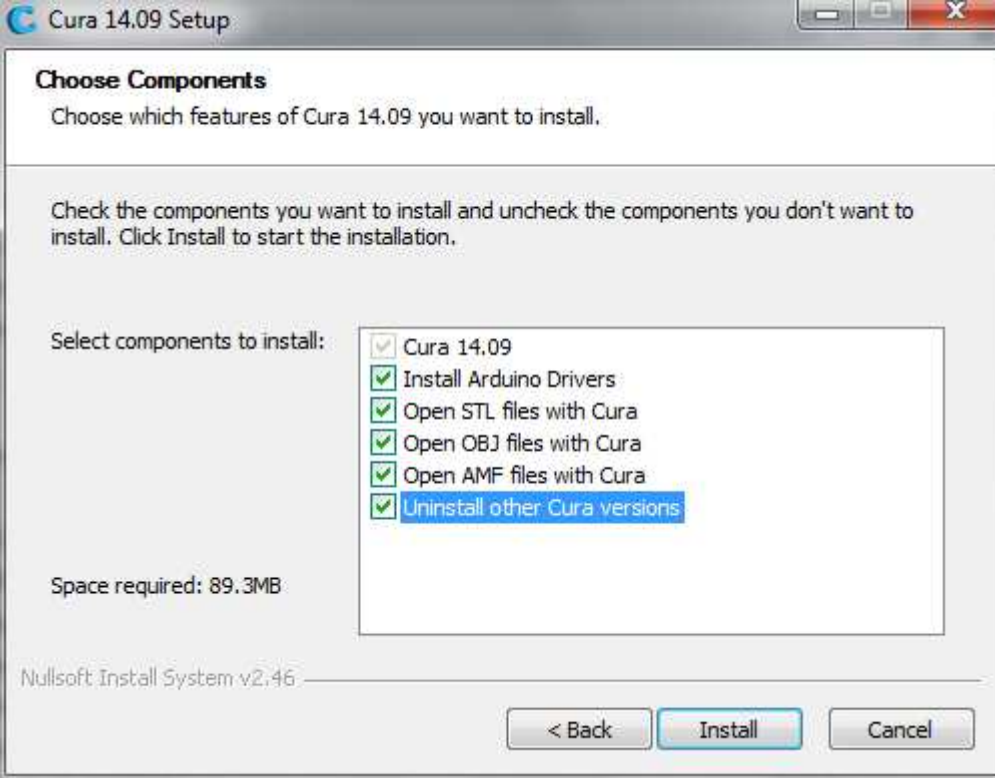 Cura 14.09 Setup
Choose Components
Choose which features of Cura 14.09 you want to install.
Check the components you want to install and uncheck the components you don't want to
install. Click Install to start the installation.
Select components to install:
Cura 14.09
Install Arduino Drivers
Open STL files with Cura
Open OBJ files with Cura
Open AMF files with Cura
Uninstall other Cura versions
Space required: 89.3MB
Nullsoft Install System v2.46
< Back
Install
Cancel